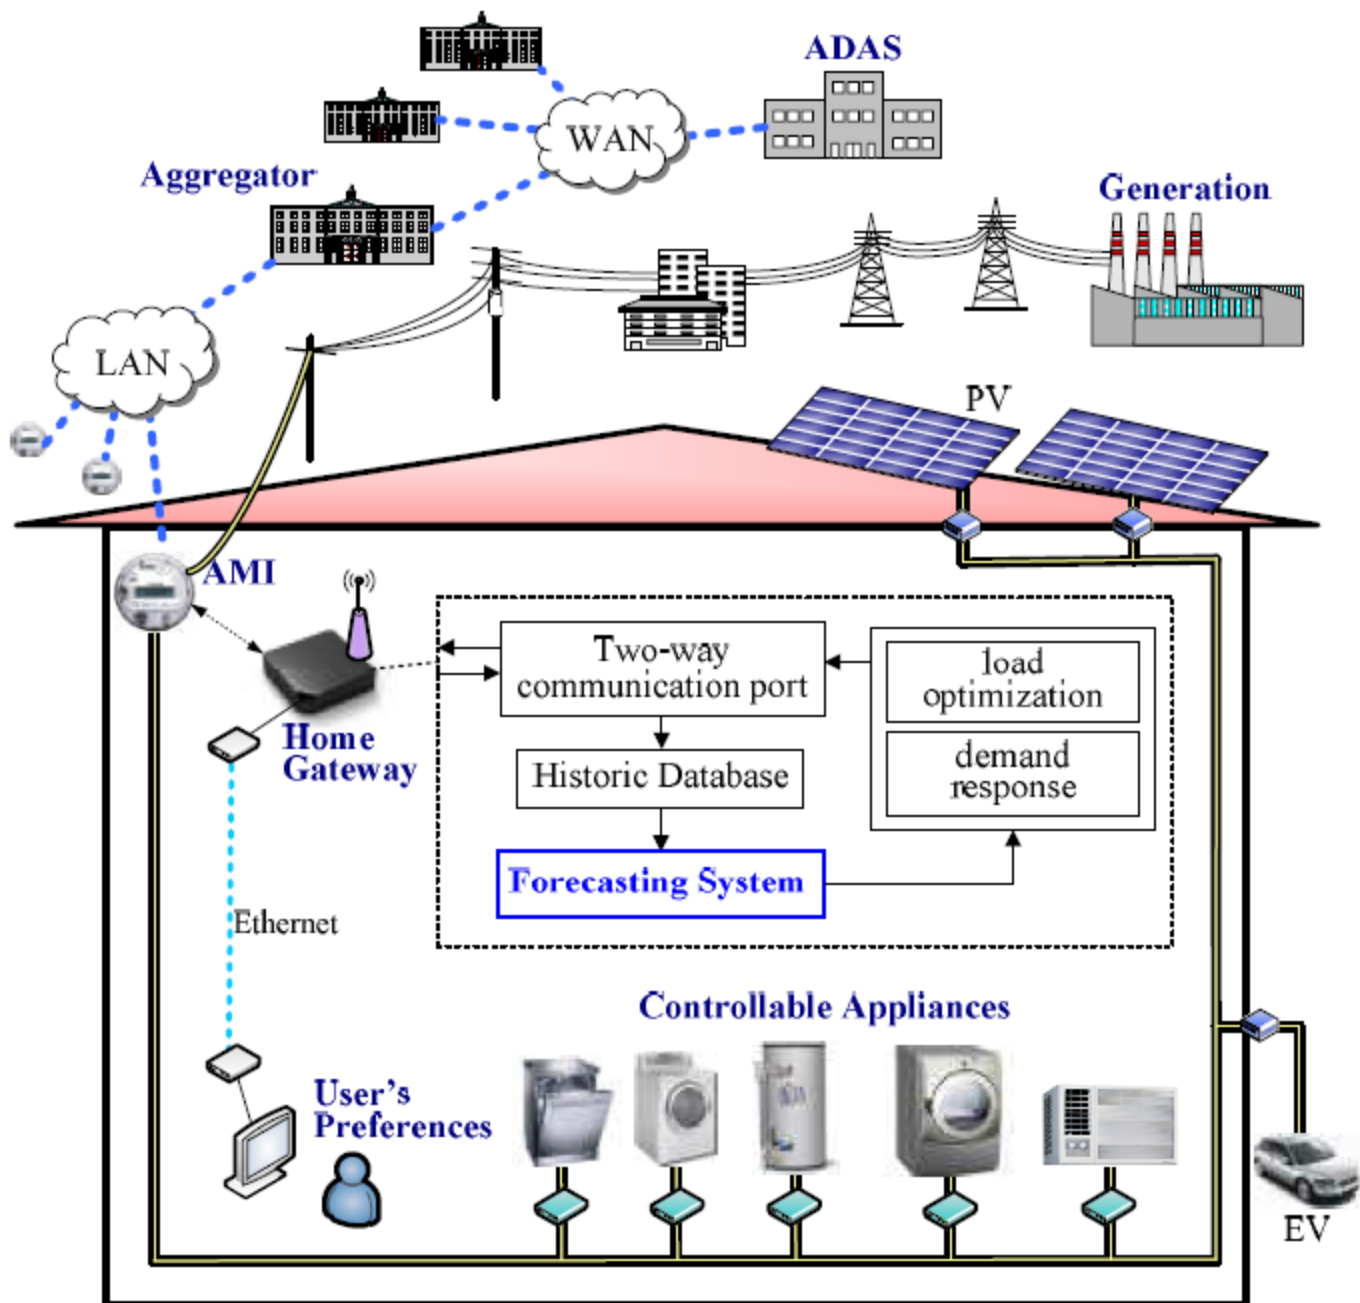 ADAS
WAN
Aggregator
Generation
LAN
PV
AMI
Two-way
communication port
load
optimization
Home
Gateway
Historic Database
demand
response
Forecasting System
Ethernet
Controllable Appliances
User's
Preferences
EV